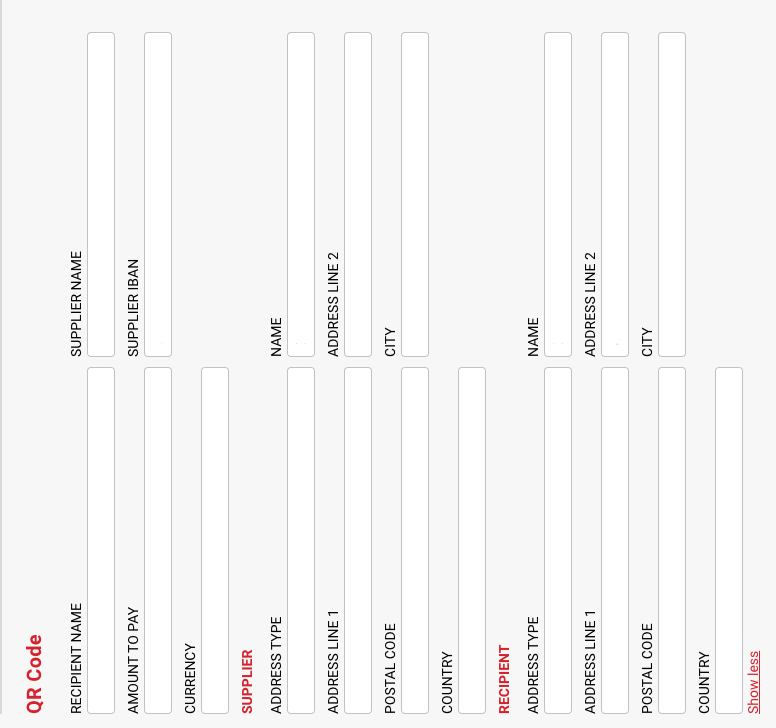 QR Code
RECIPIENT NAME SUPPLIER NAME
AMOUNT TO PAY SUPPLIER IBAN
CURRENCY
SUPPLIER
ADDRESS TYPE NAME
ADDRESS LINE 1 ADDRESS LINE 2
POSTAL CODE CITY
COUNTRY
RECIPIENT
ADDRESS TYPE NAME
ADDRESS LINE 1 ADDRESS LINE 2
POSTAL CODE CITY
COUNTRY
Show less